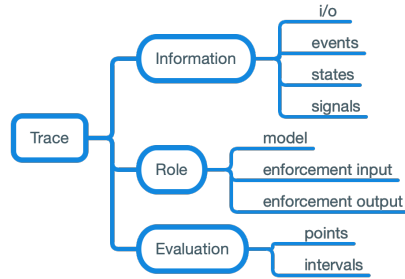 Trace
Information
i/o
events
states
signals
Role
model
enforcement input
enforcement output
Evaluation
points
intervals